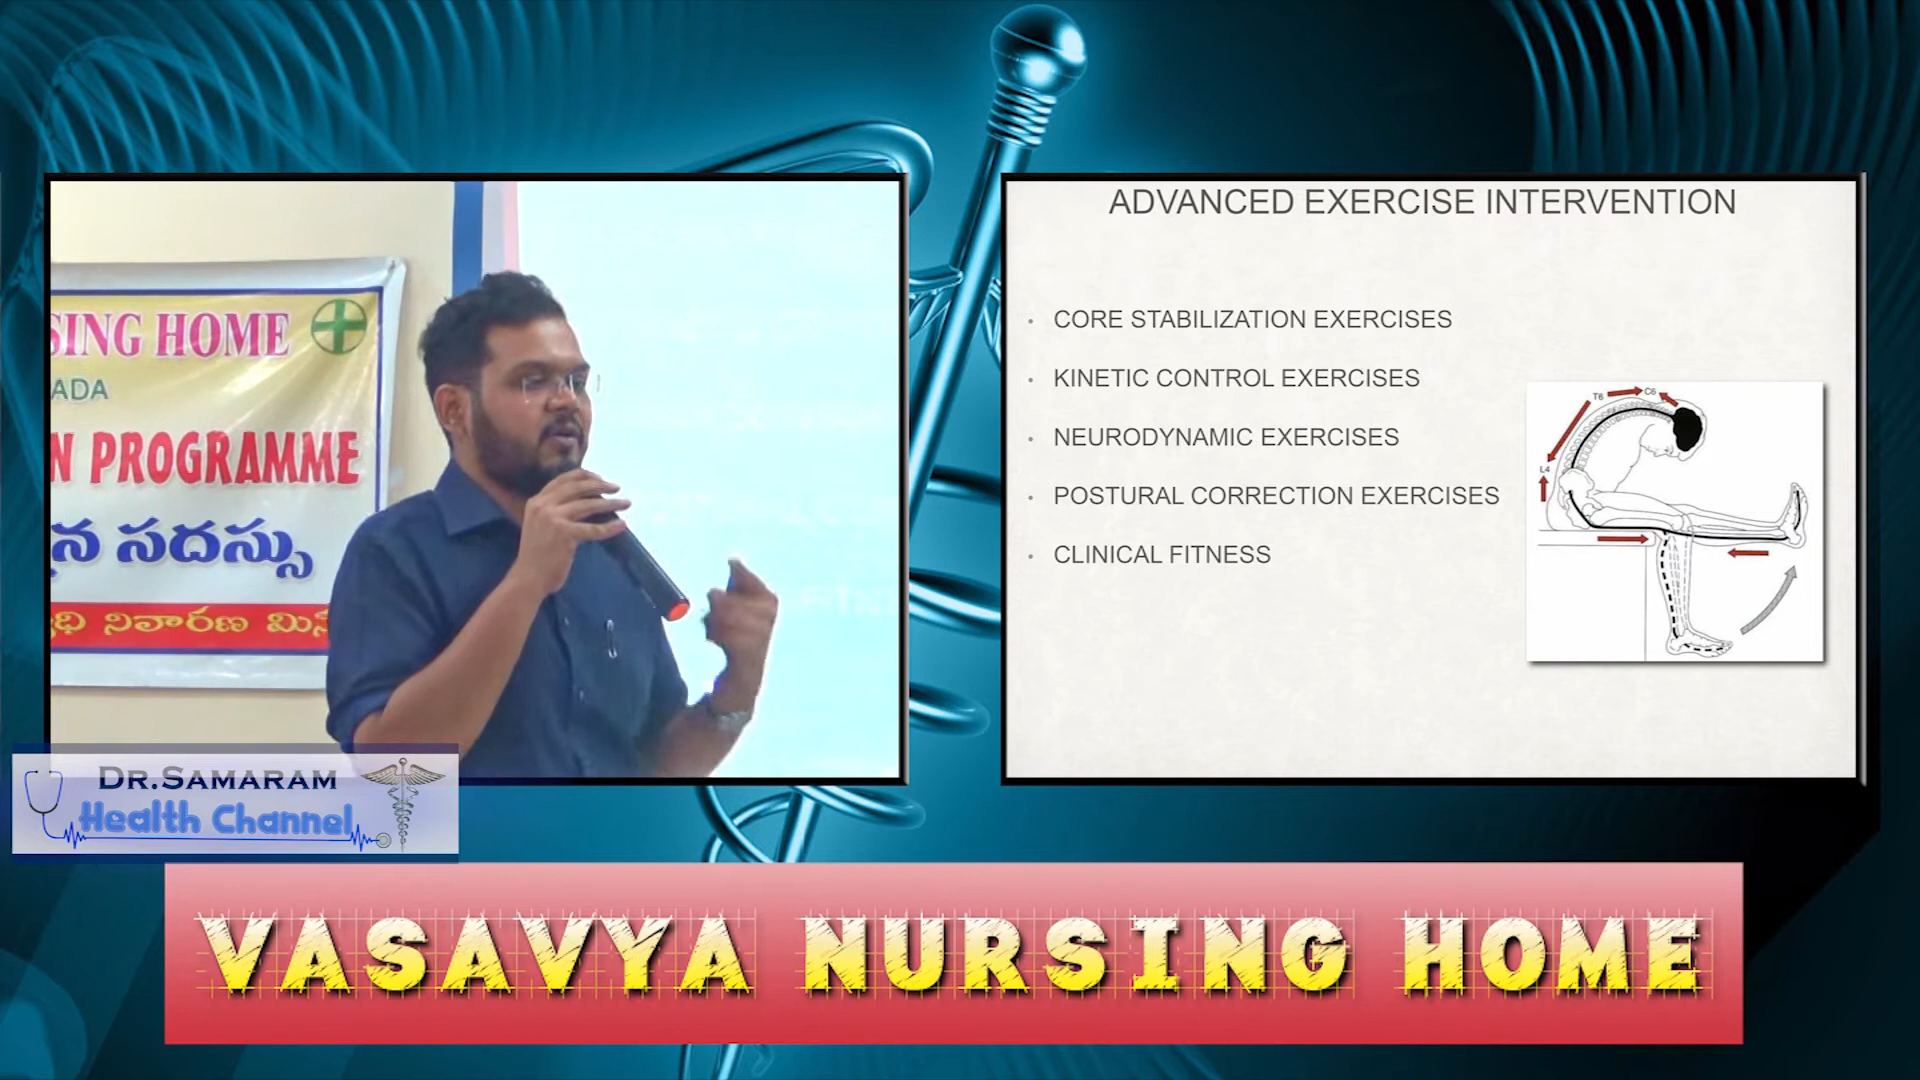 SING HOME
ADA
N PROGRAMME
న సదస్సు
ధి నివారణ మిస
DR.SAMARAM
Health Channel
ADVANCED EXERCISE INTERVENTION
• CORE STABILIZATION EXERCISES
• KINETIC CONTROL EXERCISES
• NEURODYNAMIC EXERCISES
• POSTURAL CORRECTION EXERCISES
• CLINICAL FITNESS
T6
C6
L4
VASAVYA NURSING HOME